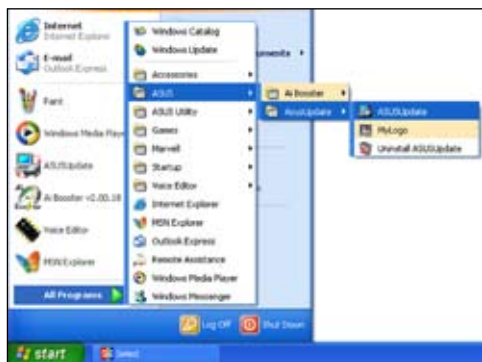 Internet
Internet Explorer
E-mail
Outlook Express
Paint
Windows Media Play
ASUSUpdate
Ai Booster v2.00.18
Voice Editor
MSN Explorer
All Programs
Windows Catalog
Windows Update
Accessories
ASUS
ASUS Utility
Games
Marvell
Startup
Voice Editor
Internet Explorer
MSN Explorer
Outlook Express
Remote Assistance
Windows Media Player
Windows Messenger
uments
Ai Booster
AsusUpdate
ASUSUpdate
MyLogo
Uninstall ASUSUpdate
Log Off
Shut Down
start